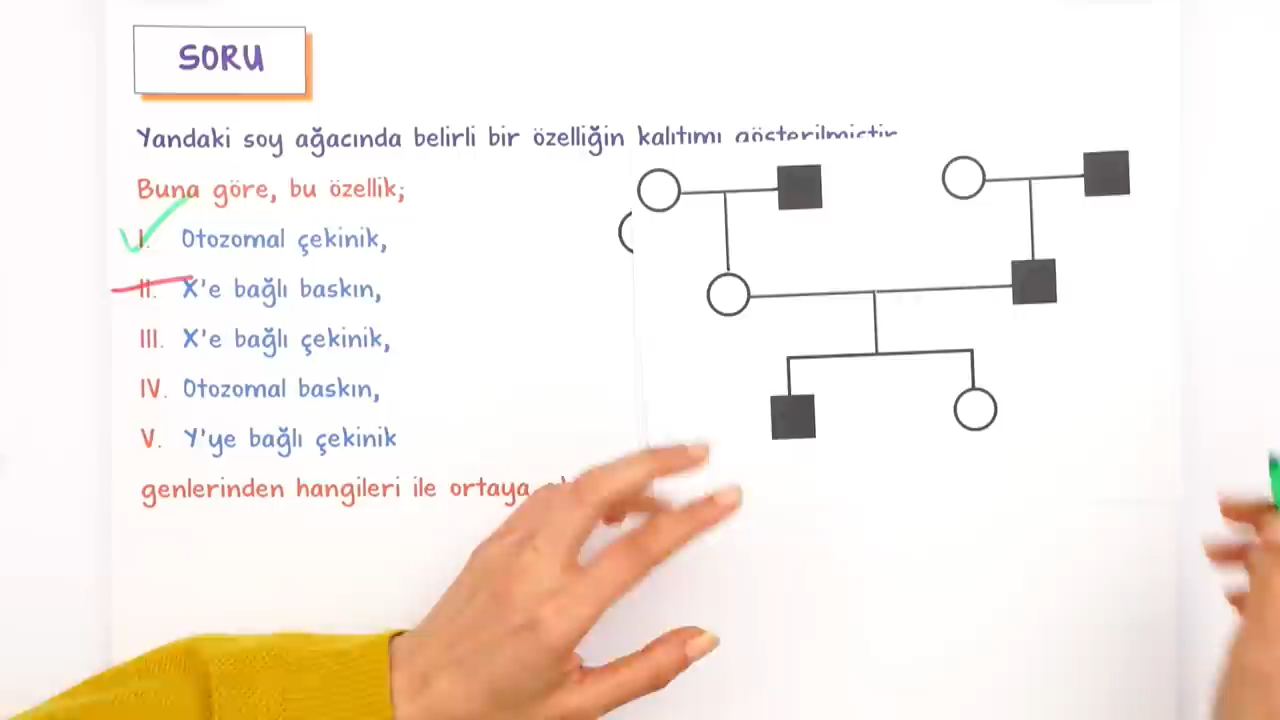 SORU
Yandaki soy ağacında belirli bir özelliğin kalıtımı gösterilmiştir.
Buna göre, bu özellik;
I. Otozomal çekinik,
II. X'e bağlı baskın,
III. X'e bağlı çekinik,
IV. Otozomal baskın,
V. Y'ye bağlı çekinik
genlerinden hangileri ile ortaya